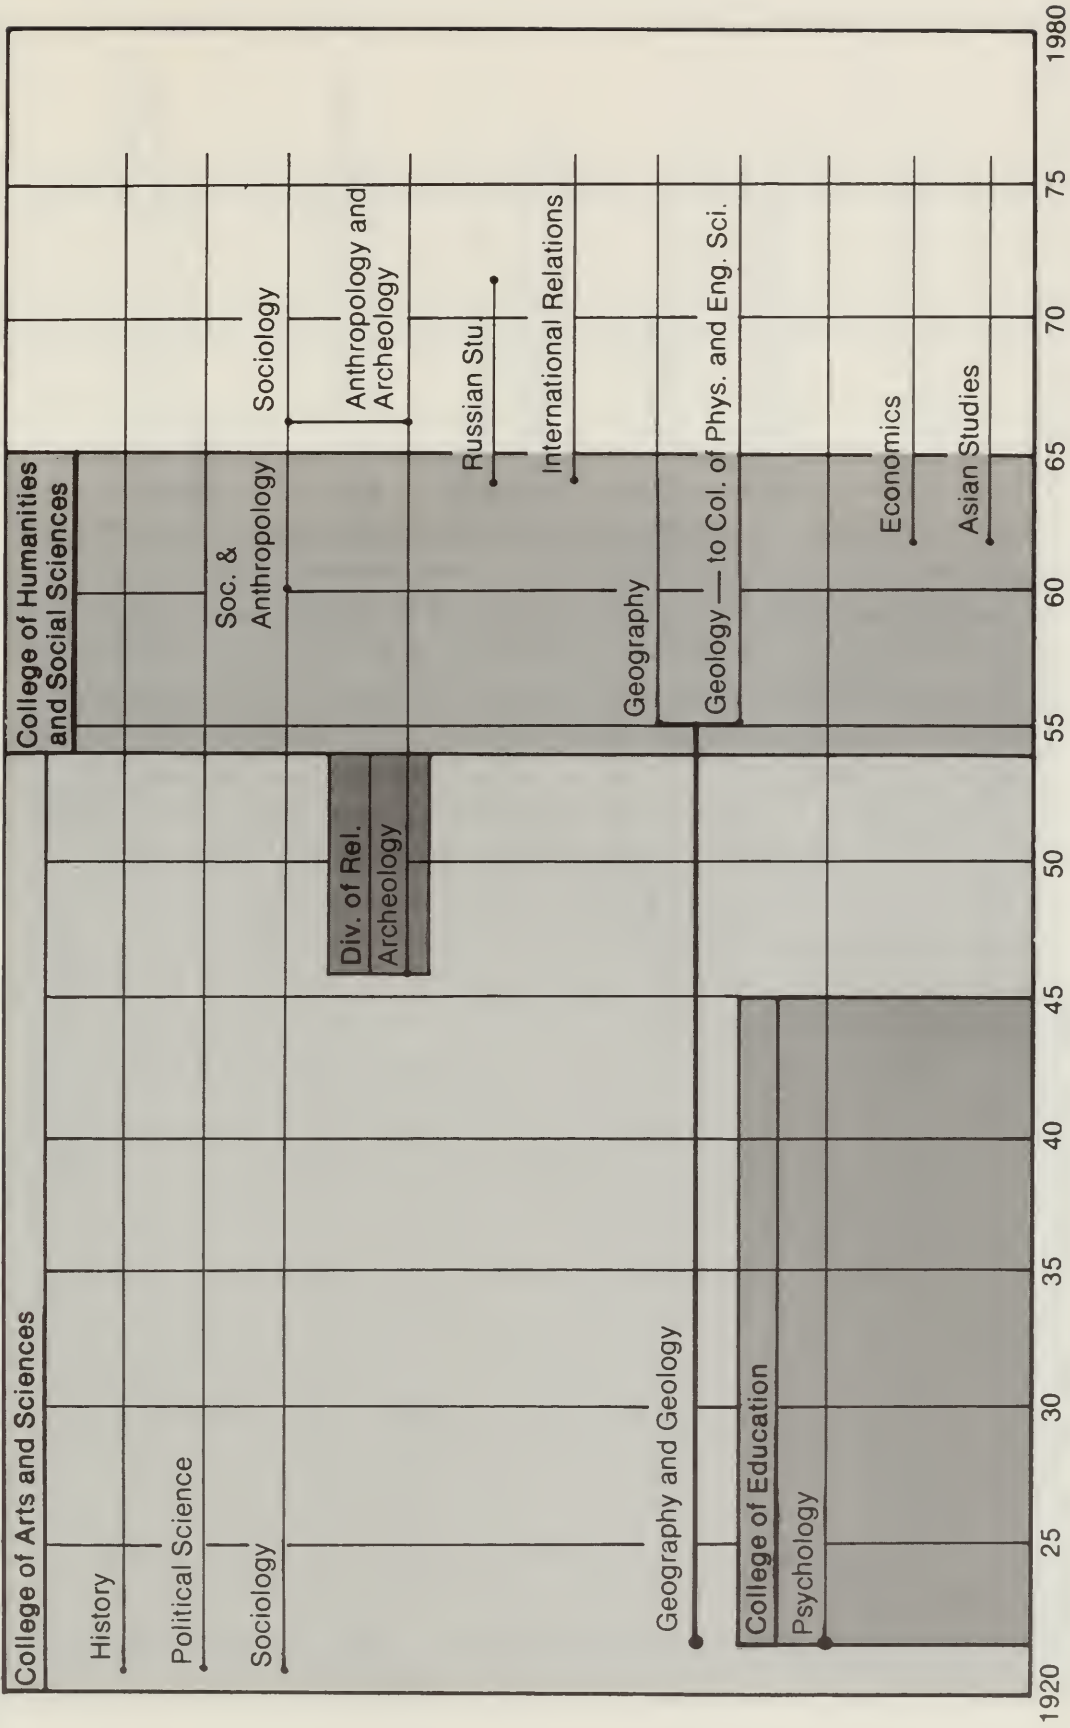 College of Arts and Sciences
College of Humanities
and Social Sciences
History
Political Science
Sociology
Soc. &
Anthropology
Sociology
Div. of Rel.
Archeology
Anthropology and
Archeology
Russian Stu.
International Relations
Geography and Geology
Geography
Geology — to Col. of Phys. and Eng. Sci.
College of Education
Psychology
Economics
Asian Studies
1920 25 30 35 40 45 50 55 60 65 70 75 1980